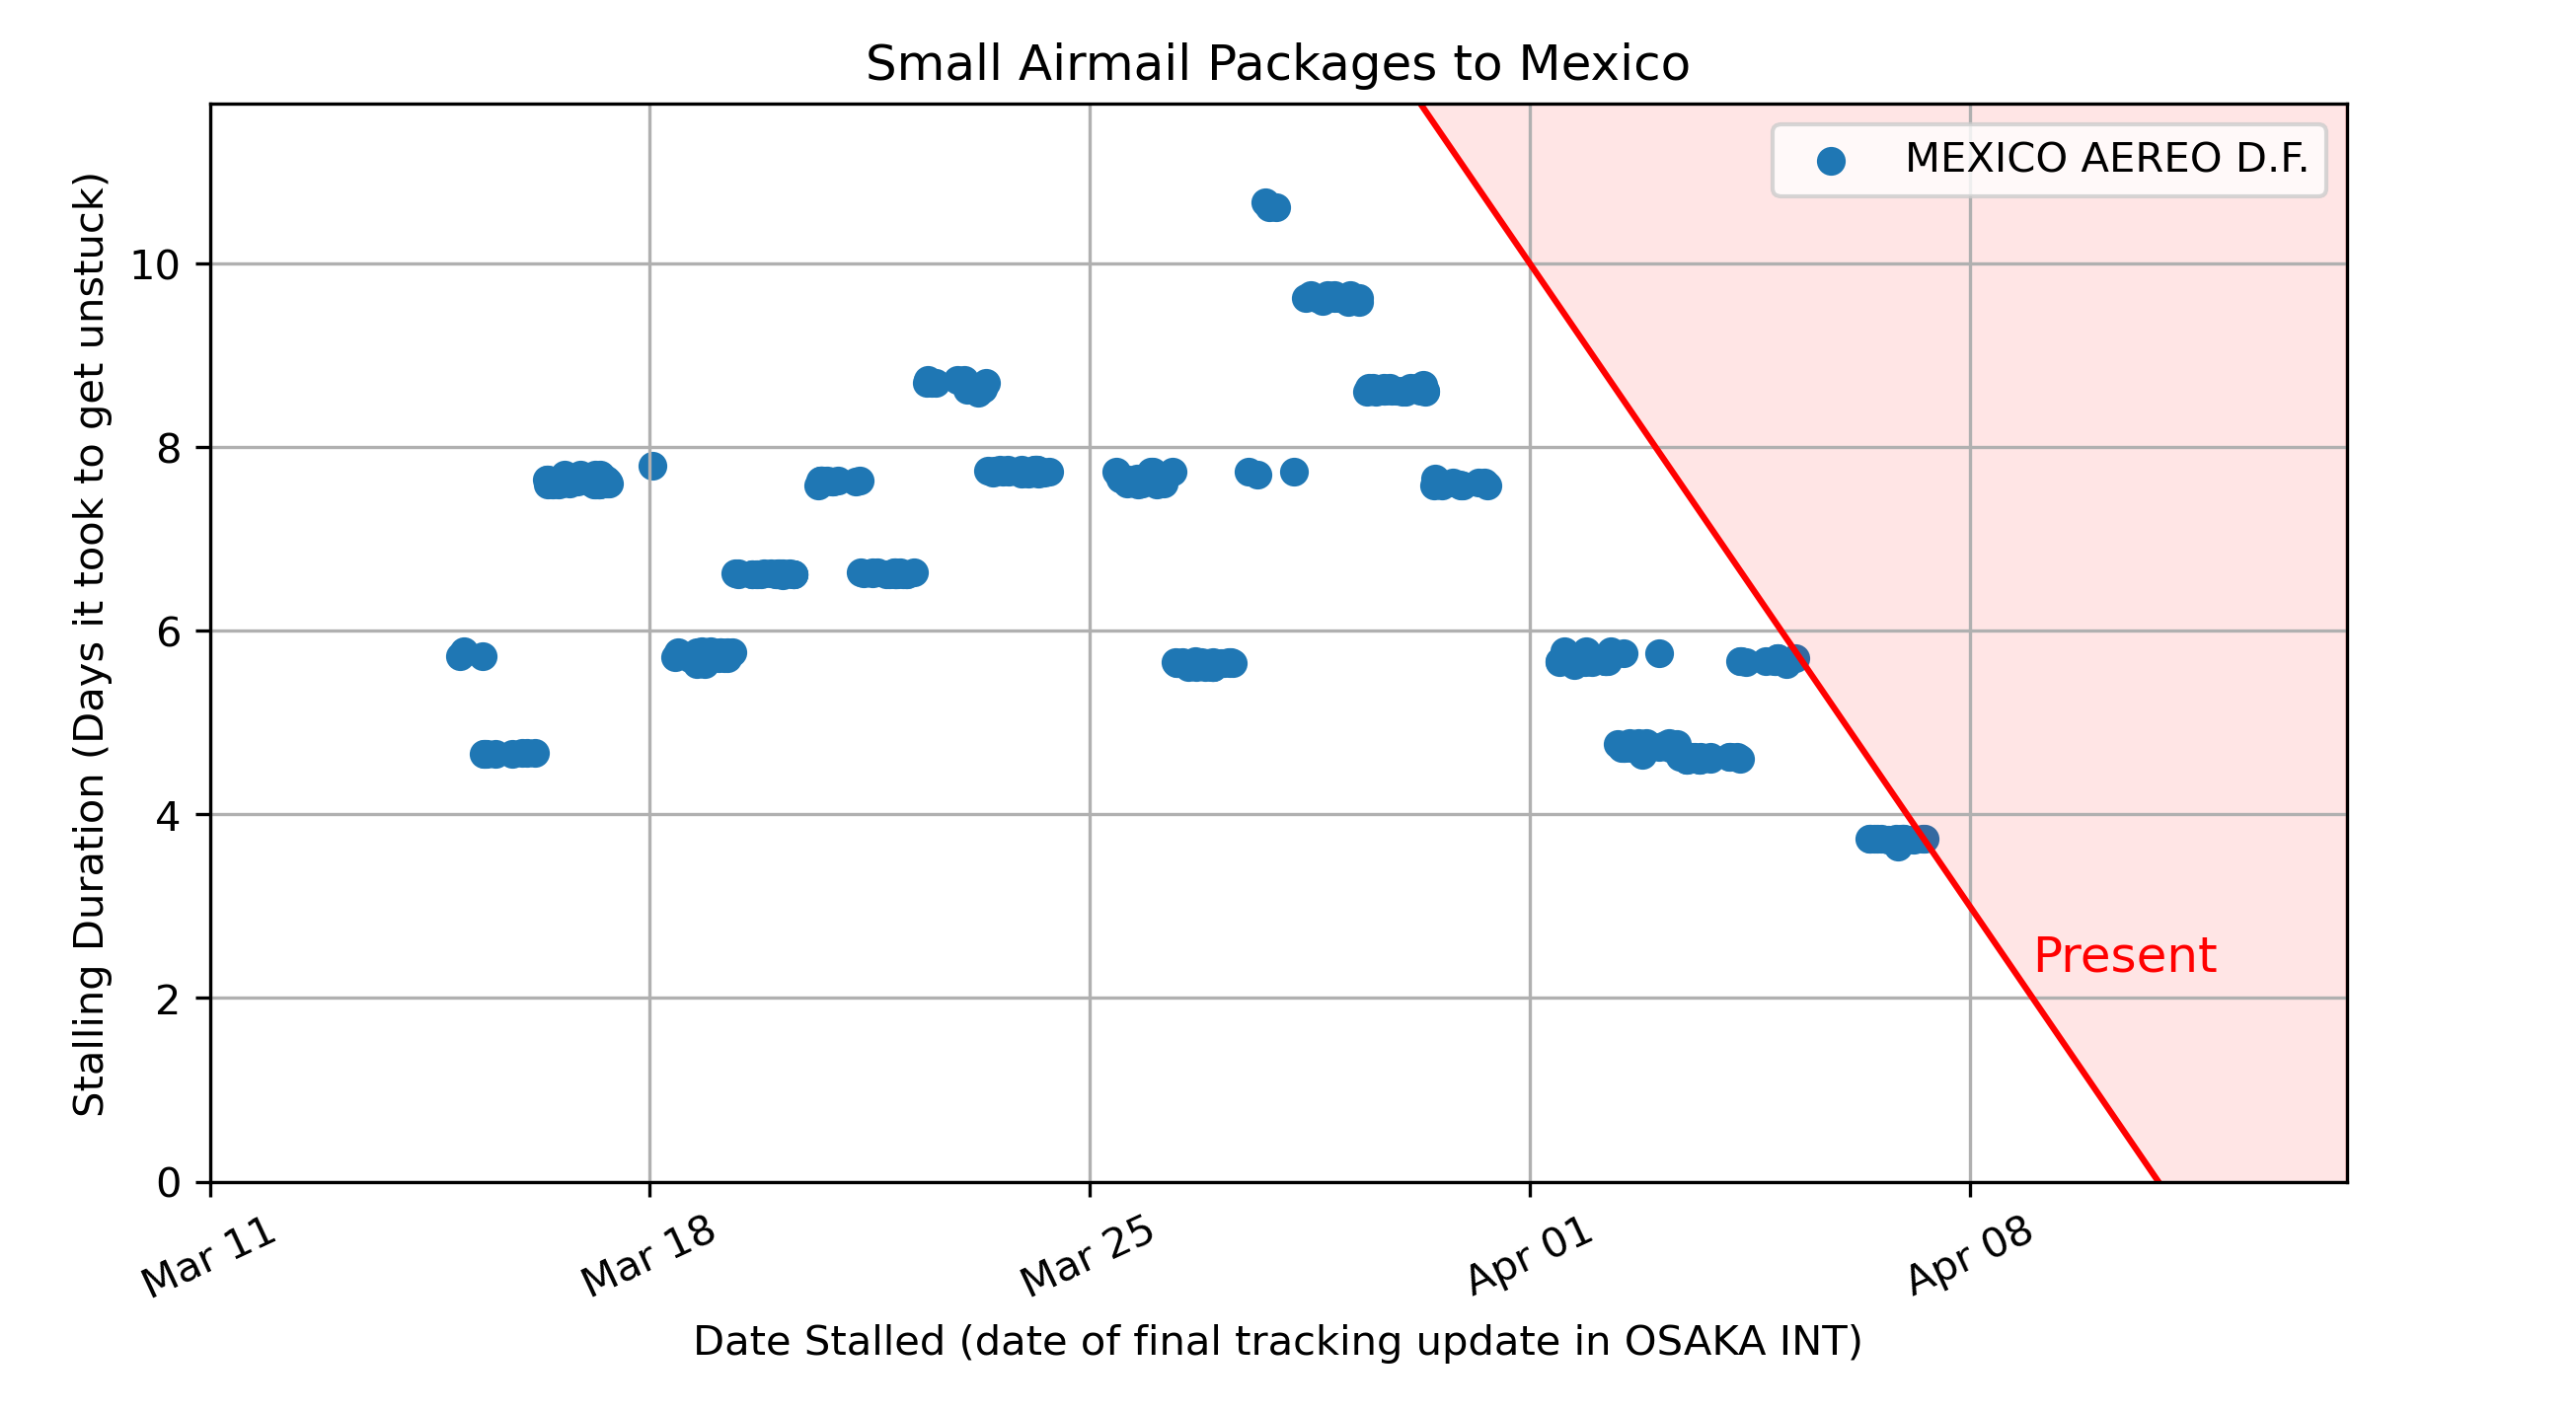 Small Airmail Packages to Mexico
MEXICO AEREO D.F.
Stalling Duration (Days it took to get unstuck)
10
8
6
4
2
0
Present
Mar 11
Mar 18
Mar 25
Apr 01
Apr 08
Date Stalled (date of final tracking update in OSAKA INT)